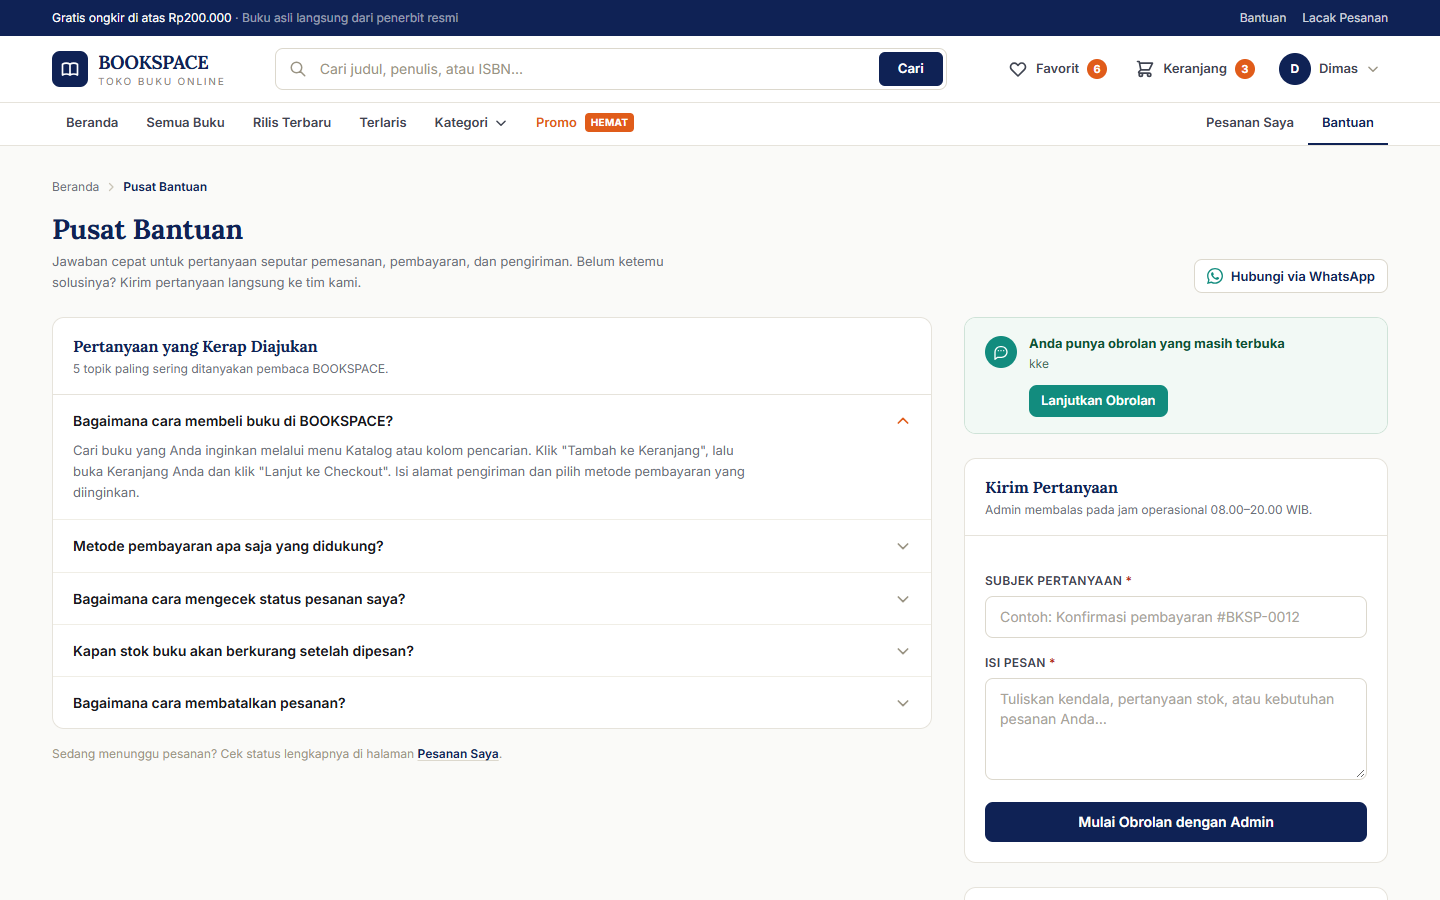 Gratis ongkir di atas Rp200.000 · Buku asli langsung dari penerbit resmi
Bantuan Lacak Pesanan
BOOKSPACE
TOKO BUKU ONLINE
Cari judul, penulis, atau ISBN...
Cari
Favorit 6
Keranjang 3
D Dimas
Beranda Semua Buku Rilis Terbaru Terlaris Kategori Promo HEMAT
Pesanan Saya Bantuan
Beranda Pusat Bantuan
Pusat Bantuan
Jawaban cepat untuk pertanyaan seputar pemesanan, pembayaran, dan pengiriman. Belum ketemu
solusinya? Kirim pertanyaan langsung ke tim kami.
Hubungi via WhatsApp
Pertanyaan yang Kerap Diajukan
5 topik paling sering ditanyakan pembaca BOOKSPACE.
Bagaimana cara membeli buku di BOOKSPACE?
Cari buku yang Anda inginkan melalui menu Katalog atau kolom pencarian. Klik "Tambah ke Keranjang", lalu
buka Keranjang Anda dan klik "Lanjut ke Checkout". Isi alamat pengiriman dan pilih metode pembayaran yang
diinginkan.
Metode pembayaran apa saja yang didukung?
Bagaimana cara mengecek status pesanan saya?
Kapan stok buku akan berkurang setelah dipesan?
Bagaimana cara membatalkan pesanan?
Sedang menunggu pesanan? Cek status lengkapnya di halaman Pesanan Saya.
Anda punya obrolan yang masih terbuka
kke
Lanjutkan Obrolan
Kirim Pertanyaan
Admin membalas pada jam operasional 08.00–20.00 WIB.
SUBJEK PERTANYAAN *
Contoh: Konfirmasi pembayaran #BKSP-0012
ISI PESAN *
Tuliskan kendala, pertanyaan stok, atau kebutuhan
pesanan Anda...
Mulai Obrolan dengan Admin